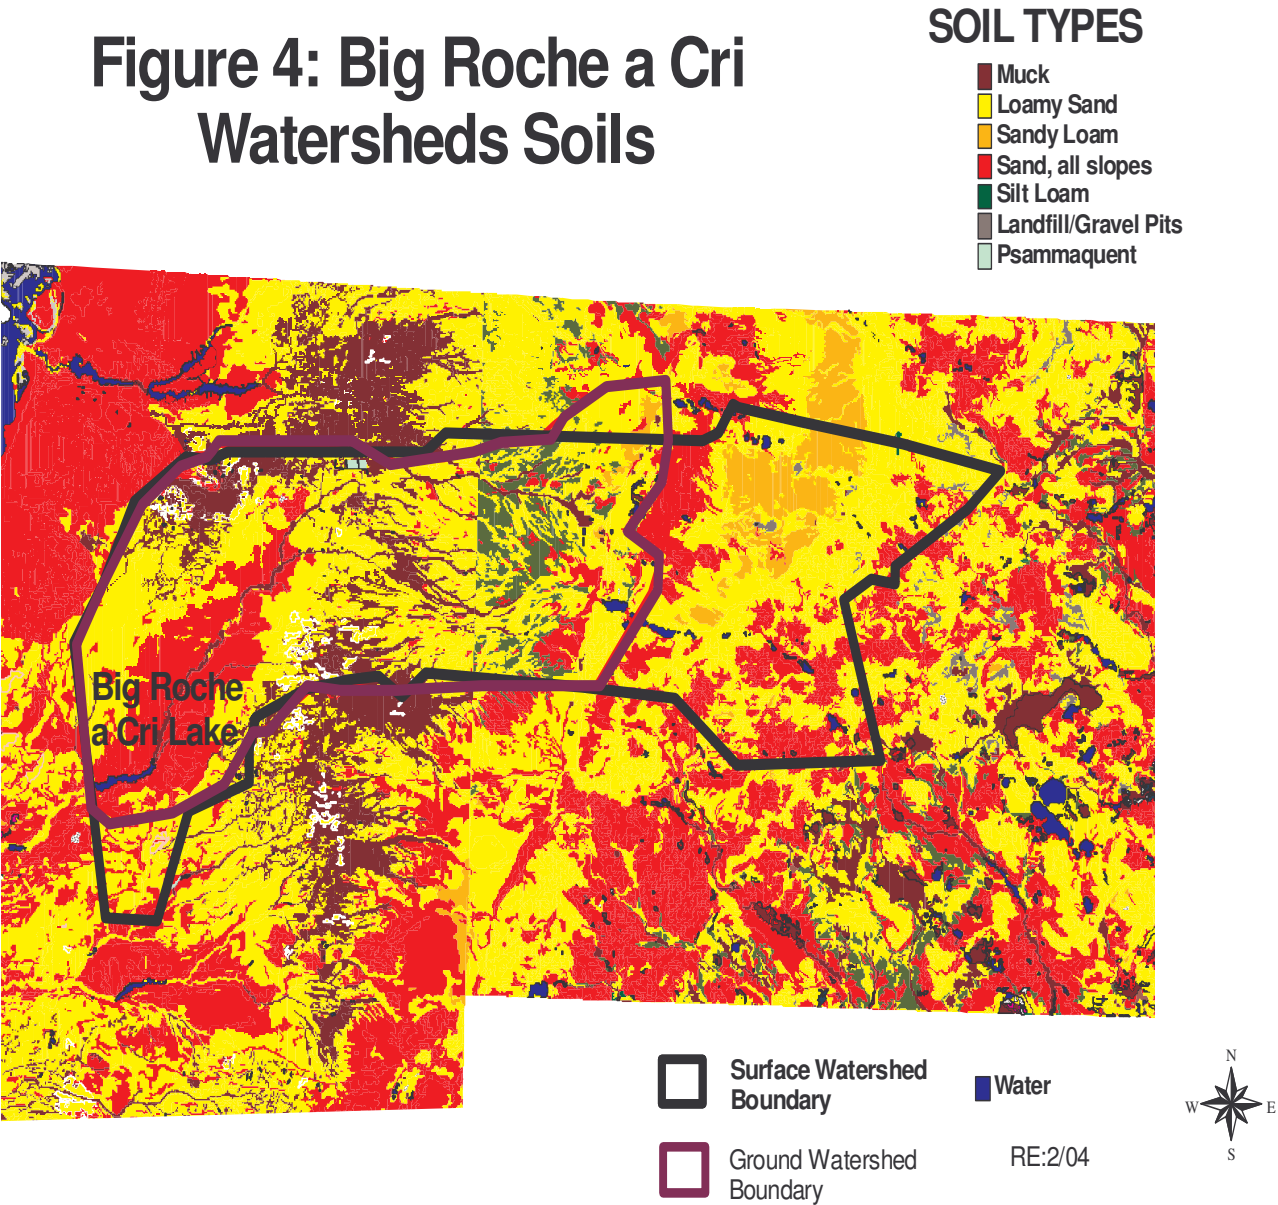 SOIL TYPES
Figure 4: Big Roche a Cri
Watersheds Soils
Muck
Loamy Sand
Sandy Loam
Sand, all slopes
Silt Loam
Landfill/Gravel Pits
Psammaquent
Big Roche
a Cri Lake
Surface Watershed
Boundary
Water
Ground Watershed
Boundary
RE:2/04
N
W E
S